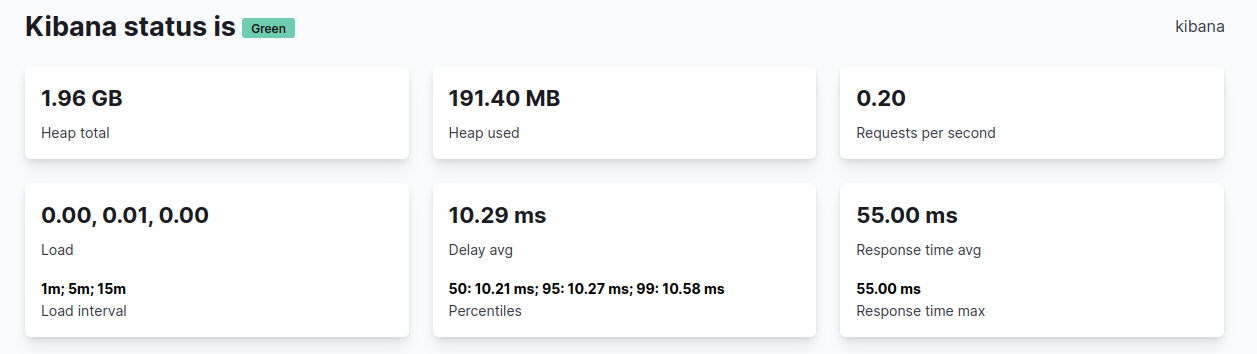 Kibana status is Green
kibana
1.96 GB
Heap total
191.40 MB
Heap used
0.20
Requests per second
0.00, 0.01, 0.00
Load
1m; 5m; 15m
Load interval
10.29 ms
Delay avg
50: 10.21 ms; 95: 10.27 ms; 99: 10.58 ms
Percentiles
55.00 ms
Response time avg
55.00 ms
Response time max